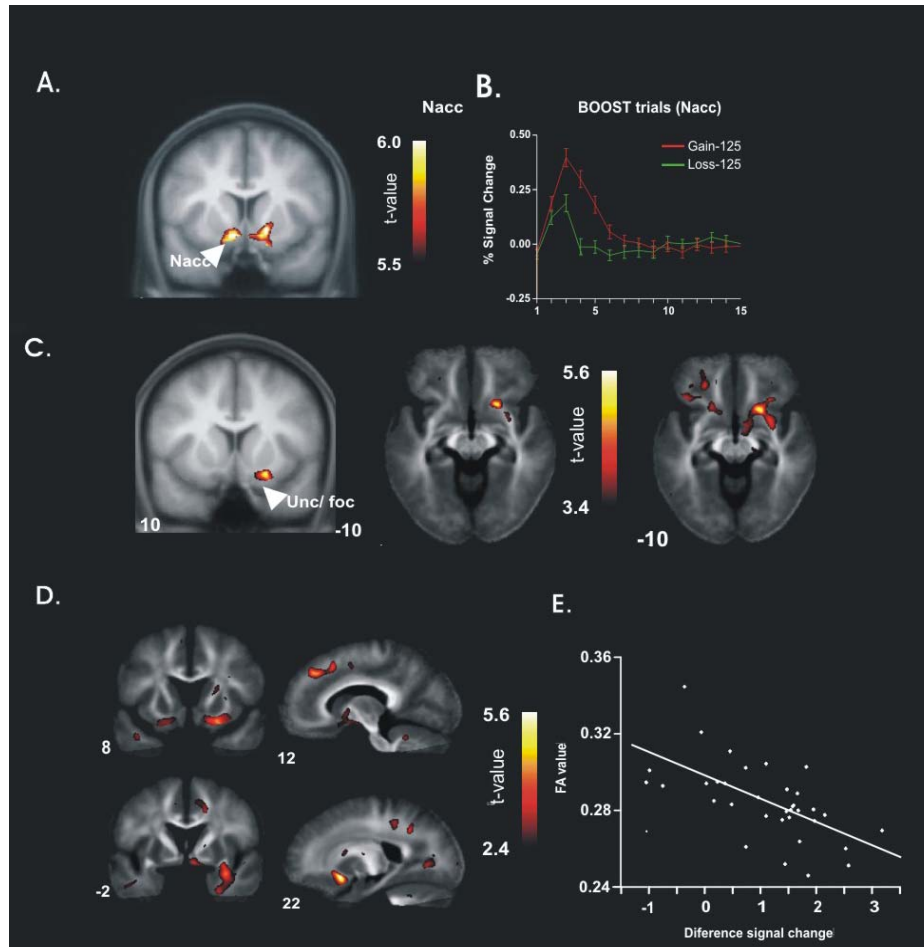 A.
Nacc
6.0
t-value
5.5
Nacc
B.
BOOST trials (Nacc)
% Signal Change
0.50
0.25
0.00
-0.25
Gain-125
Loss-125
1
5
10
15
C.
Unc/ foc
10
-10
5.6
t-value
3.4
-10
D.
8
12
-2
22
5.6
t-value
2.4
E.
FA value
0.36
0.32
0.28
0.24
-1
0
1
2
3
Diference signal change